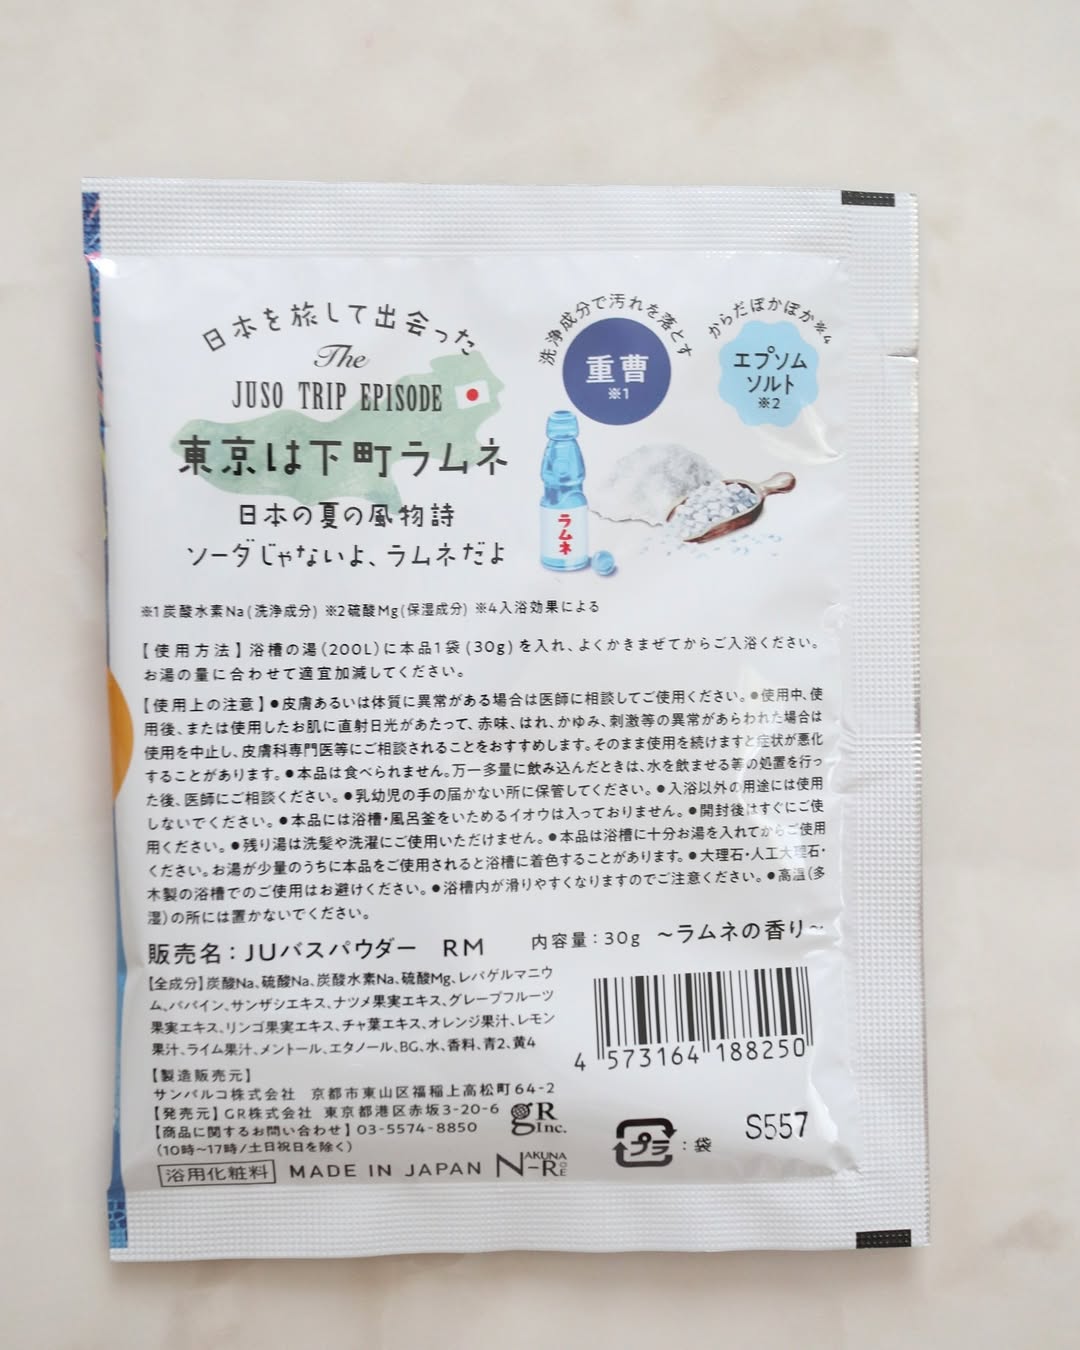 日本を旅して出会った
The
JUSO TRIP EPISODE
東京は下町ラムネ
日本の夏の風物詩
ソーダじゃないよ、ラムネだよ
洗浄成分で汚れを落とす
重曹
※1
からだぽかぽか※4
エプソム
ソルト
※2
ラムネ
※1炭酸水素Na(洗浄成分) ※2硫酸Mg(保湿成分) ※4入浴効果による
【使用方法】浴槽の湯(200L)に本品1袋(30g)を入れ、よくかきまぜてからご入浴ください。
お湯の量に合わせて適宜加減してください。
【使用上の注意】●皮膚あるいは体質に異常がある場合は医師に相談してご使用ください。●使用中、使
用後、または使用したお肌に直射日光があたって、赤味、はれ、かゆみ、刺激等の異常があらわれた場合は
使用を中止し、皮膚科専門医等にご相談されることをおすすめします。そのまま使用を続けますと症状が悪化
することがあります。●本品は食べられません。万一多量に飲み込んだときは、水を飲ませる等の処置を行っ
た後、医師にご相談ください。●乳幼児の手の届かない所に保管してください。●入浴以外の用途には使用
しないでください。●本品には浴槽・風呂釜をいためるイオウは入っておりません。●開封後はすぐにご使
用ください。●残り湯は洗髪や洗濯にご使用いただけません。●本品は浴槽に十分お湯を入れてからご使用
ください。お湯が少量のうちに本品をご使用されると浴槽に着色することがあります。●大理石・人工大理石・
木製の浴槽でのご使用はお避けください。●浴槽内が滑りやすくなりますのでご注意ください。●高温(多
湿)の所には置かないでください。
販売名：JUバスパウダー RM
内容量：30g ～ラムネの香り～
【全成分】炭酸Na、硫酸Na、炭酸水素Na、硫酸Mg、レバゲルマニウ
ム、パパイン、サンザシエキス、ナツメ果実エキス、グレープフルーツ
果実エキス、リンゴ果実エキス、チャ葉エキス、オレンジ果汁、レモン
果汁、ライム果汁、メントール、エタノール、BG、水、香料、青2、黄4
4 573164 188250
【製造販売元】
サンパルコ株式会社 京都市東山区福稲上高松町64-2
【発売元】GR株式会社 東京都港区赤坂3-20-6
【商品に関するお問い合わせ】03-5574-8850
(10時～17時/土日祝日を除く)
gR
Inc.
プラ：袋
S557
浴用化粧料 MADE IN JAPAN
NAKUNA-RE